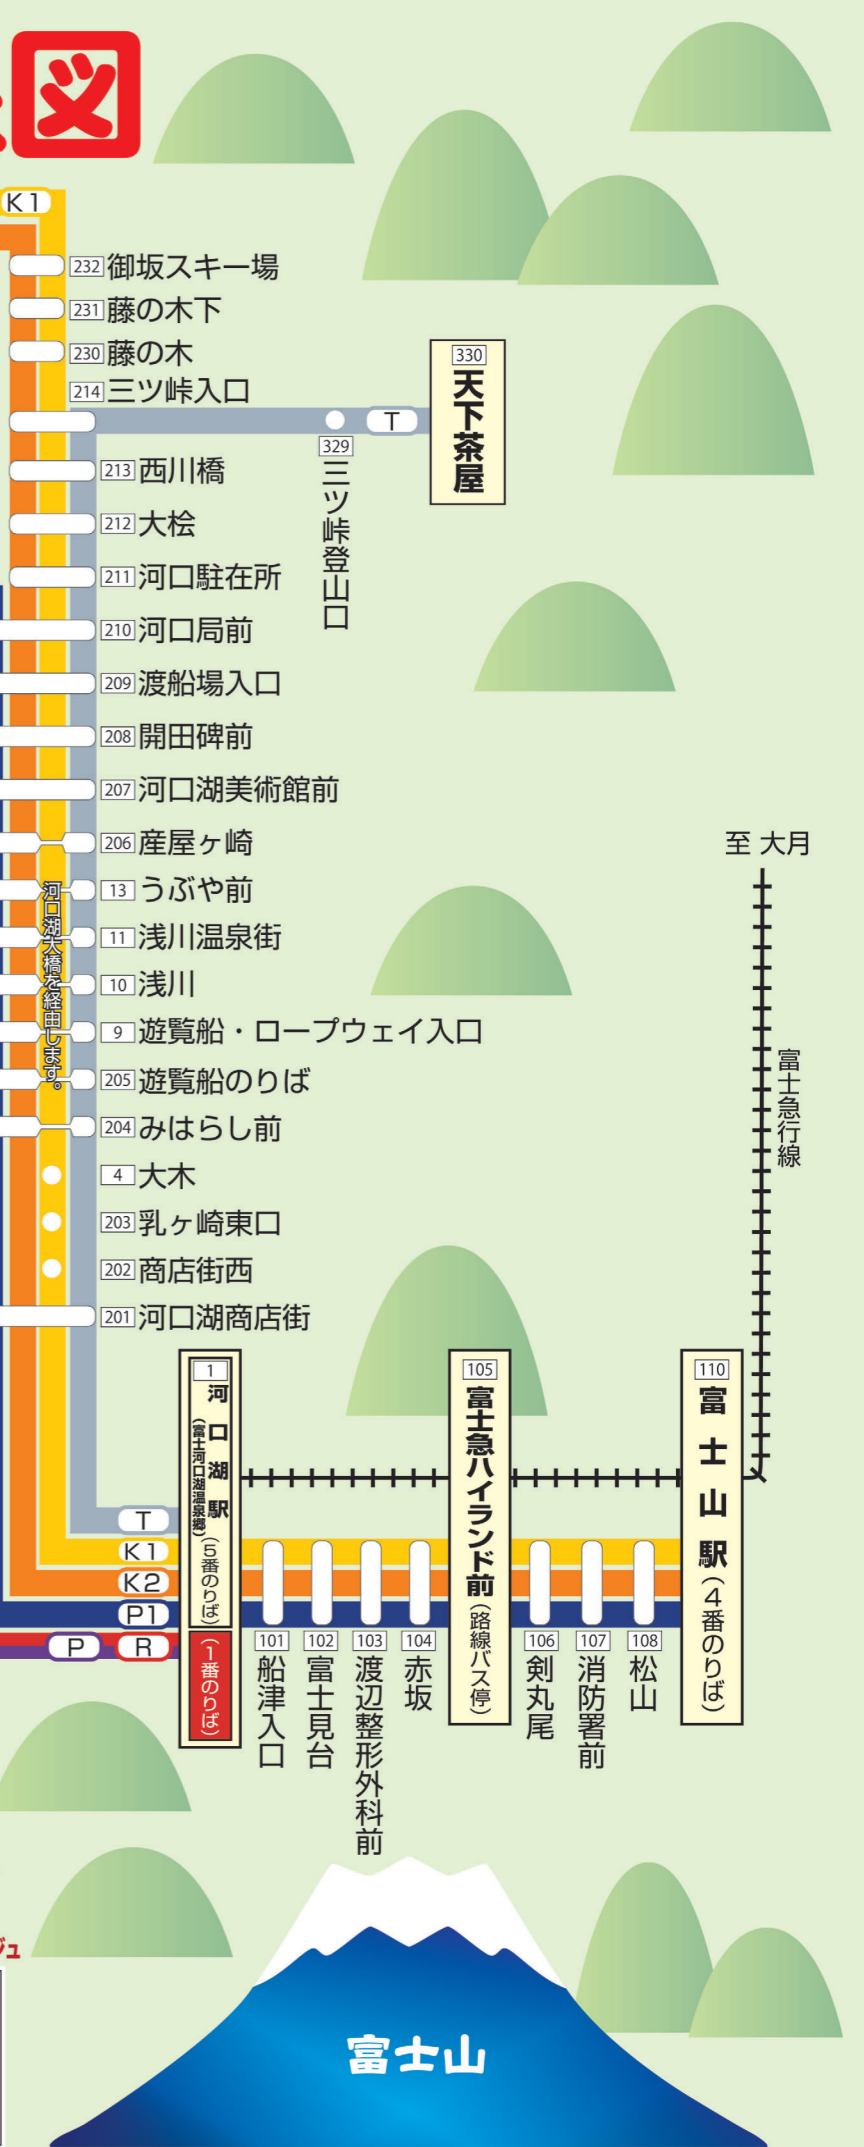 図
K1
232 御坂スキー場
231 藤の木下
230 藤の木
214 三ツ峠入口
T
329 三ツ峠登山口
330 天下茶屋
213 西川橋
212 大桧
211 河口駐在所
210 河口局前
209 渡船場入口
208 開田碑前
207 河口湖美術館前
206 産屋ヶ崎
13 うぶや前
11 浅川温泉街
10 浅川
9 遊覧船・ロープウェイ入口
205 遊覧船のりば
204 みはらし前
4 大木
203 乳ヶ崎東口
202 商店街西
201 河口湖商店街
河口湖大橋を経由します。
至 大月
富士急行線
T
K1
K2
P1
P
R
1 河口湖駅
(富士河口湖温泉郷)
(5番のりば)
(1番のりば)
101 船津入口
102 富士見台
103 渡辺整形外科前
104 赤坂
105 富士急ハイランド前(路線バス停)
106 剣丸尾
107 消防署前
108 松山
110 富士山駅(4番のりば)
ジュ
富士山